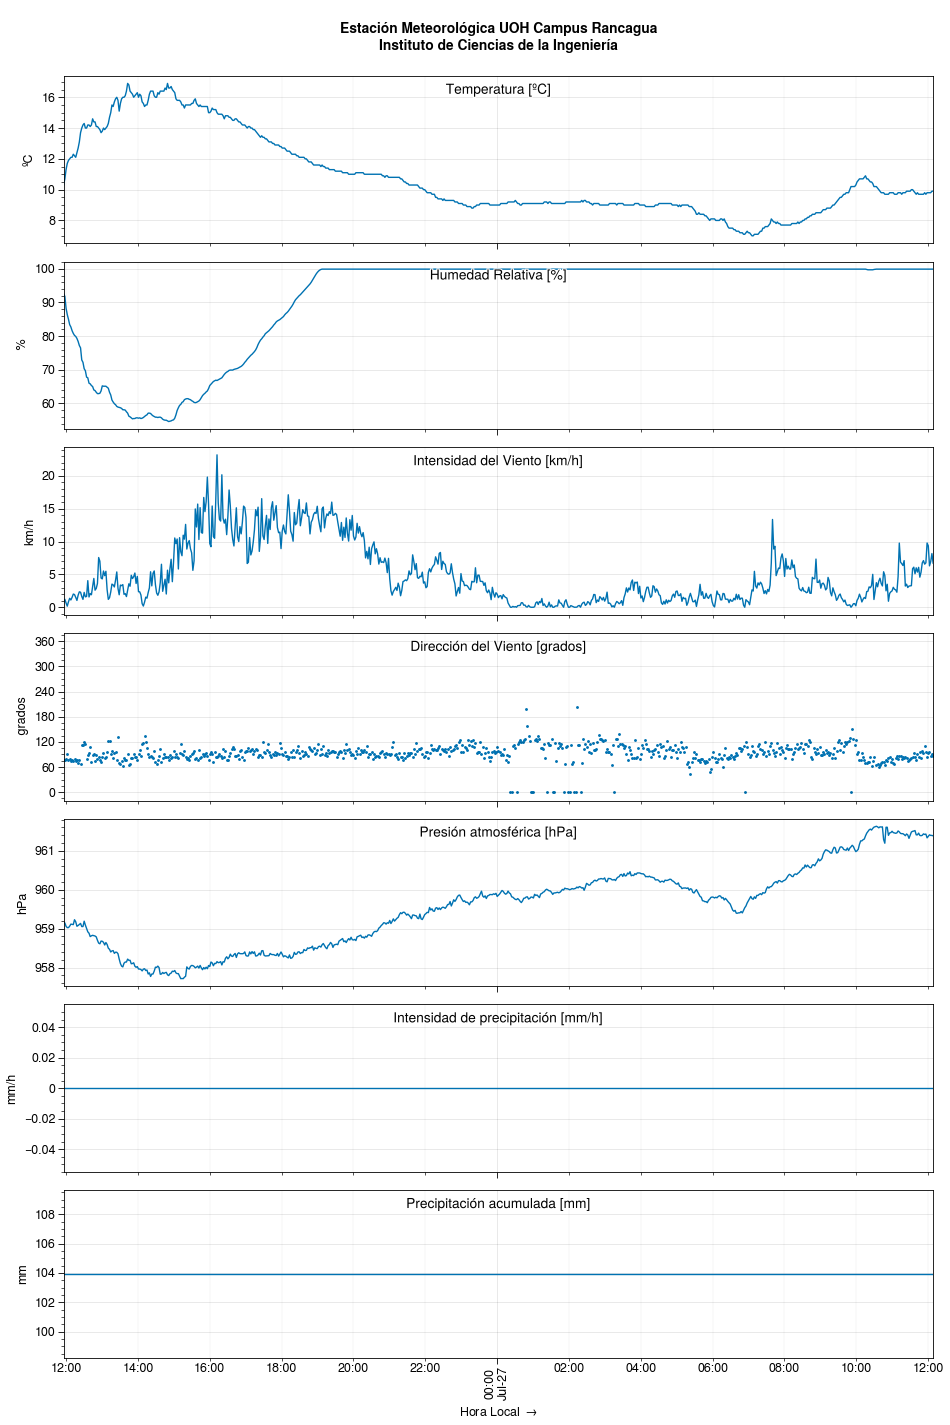 Estación Meteorológica UOH Campus Rancagua
Instituto de Ciencias de la Ingeniería
Temperatura [ºC]
ºC
16
14
12
10
8
Humedad Relativa [%]
%
100
90
80
70
60
Intensidad del Viento [km/h]
km/h
20
15
10
5
0
Dirección del Viento [grados]
grados
360
300
240
180
120
60
0
Presión atmosférica [hPa]
hPa
961
960
959
958
Intensidad de precipitación [mm/h]
mm/h
0.04
0.02
0
−0.02
−0.04
Precipitación acumulada [mm]
mm
108
106
104
102
100
12:00 14:00 16:00 18:00 20:00 22:00 00:00 02:00 04:00 06:00 08:00 10:00 12:00
Jul-27
Hora Local →